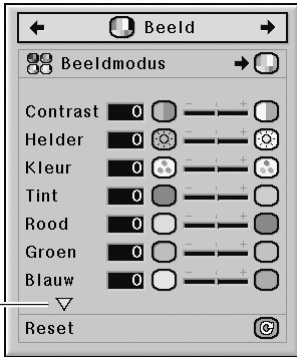 Beeld
Beeldmodus
Contrast 0
Helder 0
Kleur 0
Tint 0
Rood 0
Groen 0
Blauw 0
Reset